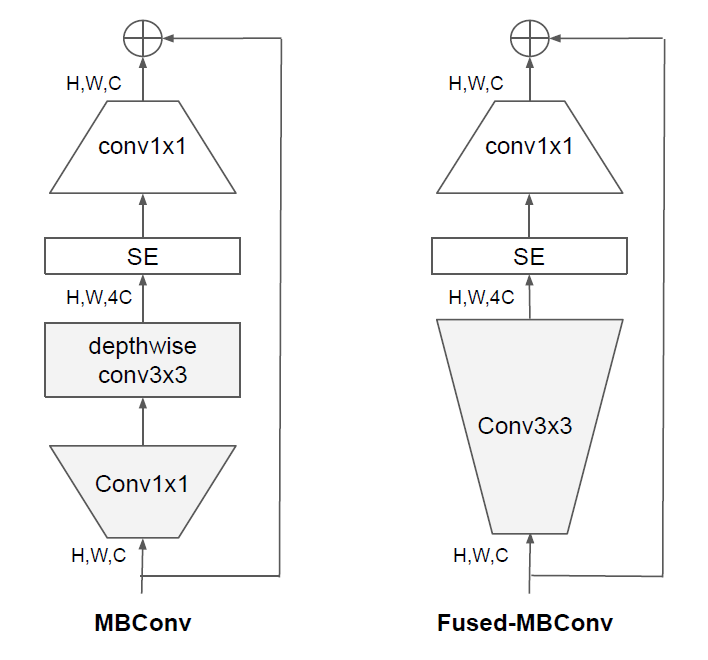 H,W,C
conv1x1
SE
H,W,4C
depthwise
conv3x3
Conv1x1
H,W,C
MBConv
H,W,C
conv1x1
SE
H,W,4C
Conv3x3
H,W,C
Fused-MBConv